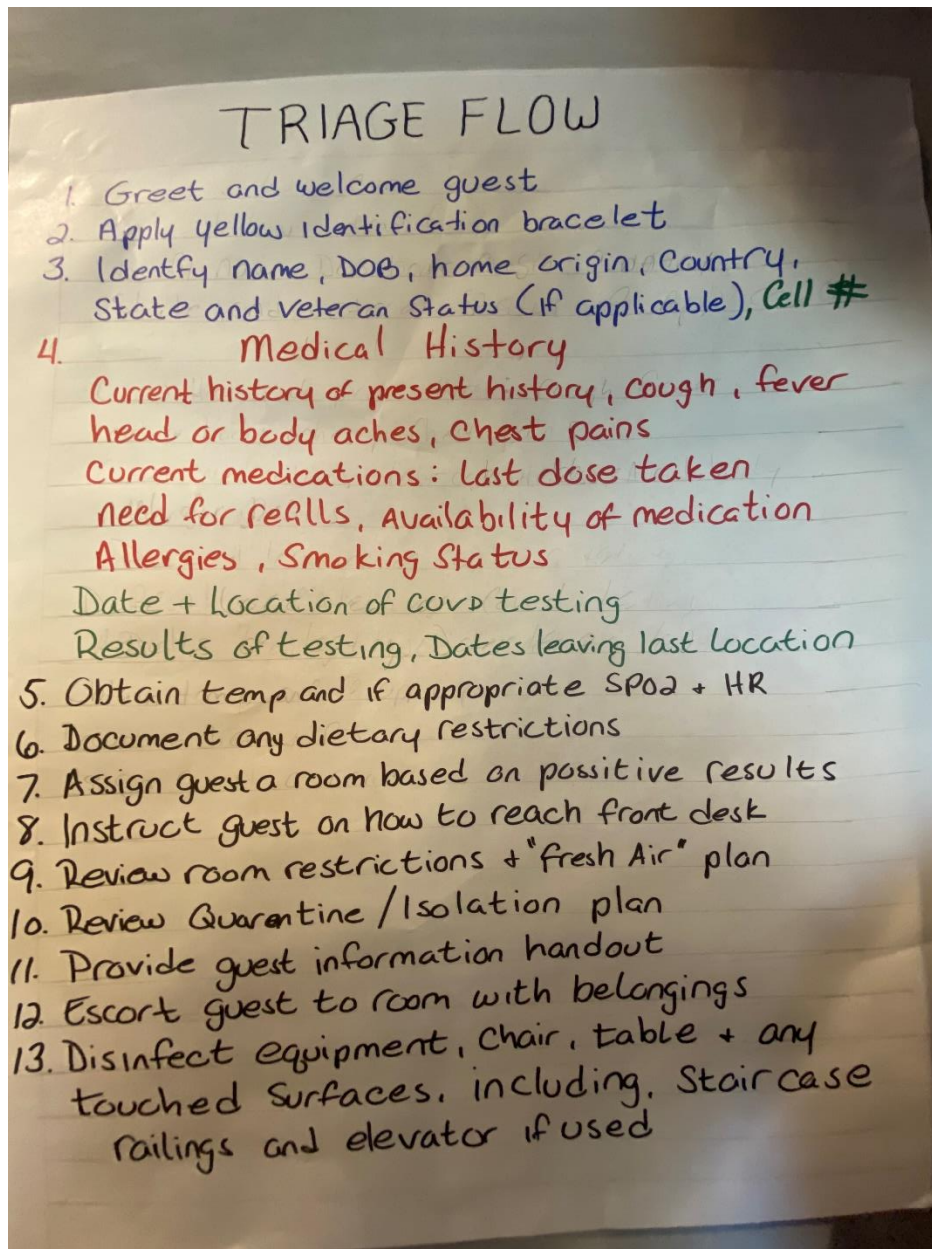 TRIAGE FLOW
1. Greet and welcome guest
2. Apply yellow identification bracelet
3. Identfy name, DOB, home origin, Country,
State and veteran Status (if applicable), Cell #
4. Medical History
Current history of present history, cough, fever
head or body aches, chest pains
Current medications: last dose taken
need for refills, Availability of medication
Allergies, Smoking Status
Date + Location of COVD testing
Results of testing, Dates leaving last location
5. Obtain temp and if appropriate SPO2 + HR
6. Document any dietary restrictions
7. Assign guest a room based on possitive results
8. Instruct guest on how to reach front desk
9. Review room restrictions + "fresh Air" plan
10. Review Quarentine / Isolation plan
11. Provide guest information handout
12. Escort guest to room with belongings
13. Disinfect equipment, Chair, table + any
touched surfaces, including, Staircase
railings and elevator if used